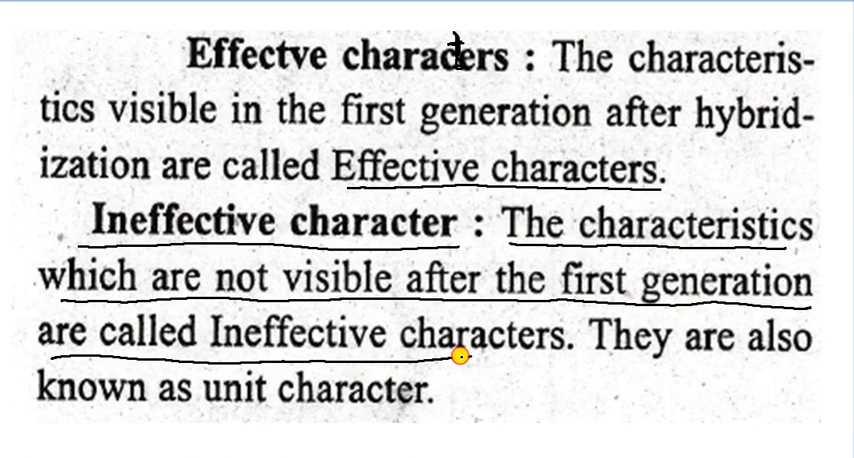 Effectve characters : The characteris-
tics visible in the first generation after hybrid-
ization are called Effective characters.
Ineffective character : The characteristics
which are not visible after the first generation
are called Ineffective characters. They are also
known as unit character.